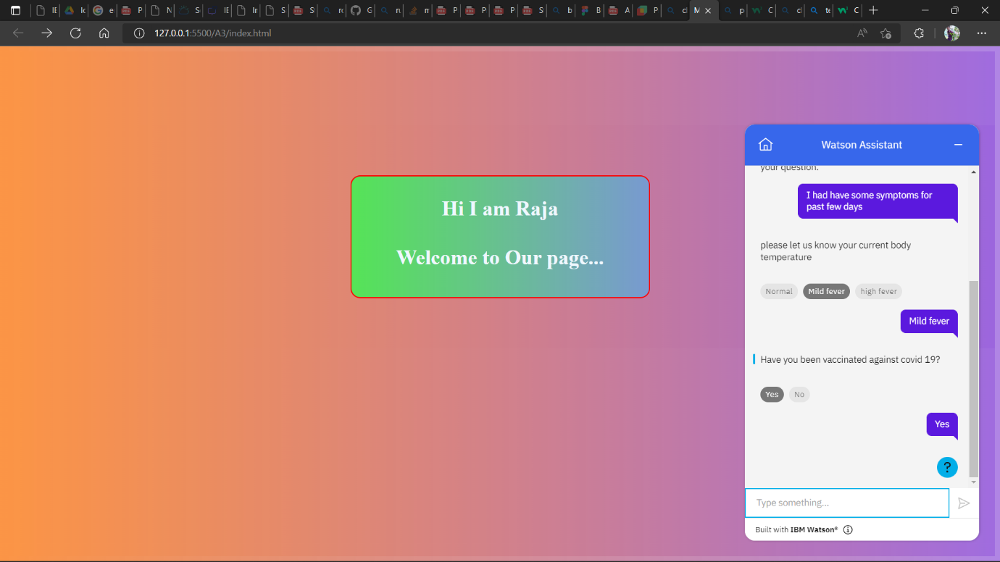 127.0.0.1:5500/A3/index.html
Hi I am Raja
Welcome to Our page...
Watson Assistant
your question.
I had have some symptoms for
past few days
please let us know your current body
temperature
Normal Mild fever high fever
Mild fever
Have you been vaccinated against covid 19?
Yes No
Yes
?
Type something...
Built with IBM Watson®